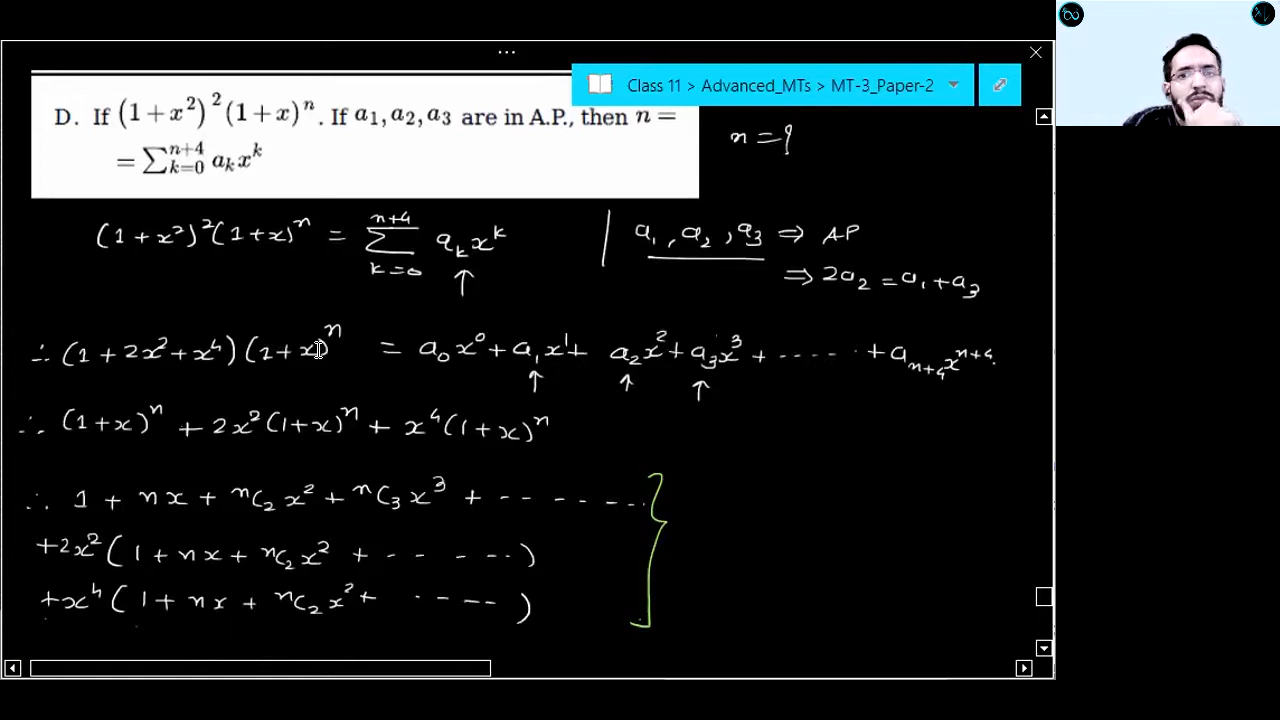 ...
Class 11 > Advanced_MTs > MT-3_Paper-2
D. If (1+x²)²(1+x)ⁿ. If a₁, a₂, a₃ are in A.P., then n =
= ∑_{k=0}^{n+4} aₖxᵏ
n = ?
(1+x²)²(1+x)ⁿ = ∑_{k=0}^{n+4} aₖxᵏ | a₁, a₂, a₃ ⇒ AP
↑
⇒ 2a₂ = a₁ + a₃
∴ (1 + 2x² + x⁴)(1+x)ⁿ = a₀x⁰ + a₁x¹ + a₂x² + a₃x³ + ...... + aₙ₊₄xⁿ⁺⁴.
↑ ↑ ↑
∴ (1+x)ⁿ + 2x²(1+x)ⁿ + x⁴(1+x)ⁿ
∴ 1 + nx + ⁿC₂x² + ⁿC₃x³ + -- -- -- --
+2x²(1 + nx + ⁿC₂x² + -- -- --)
+x⁴(1 + nx + ⁿC₂x² + -- -- --)